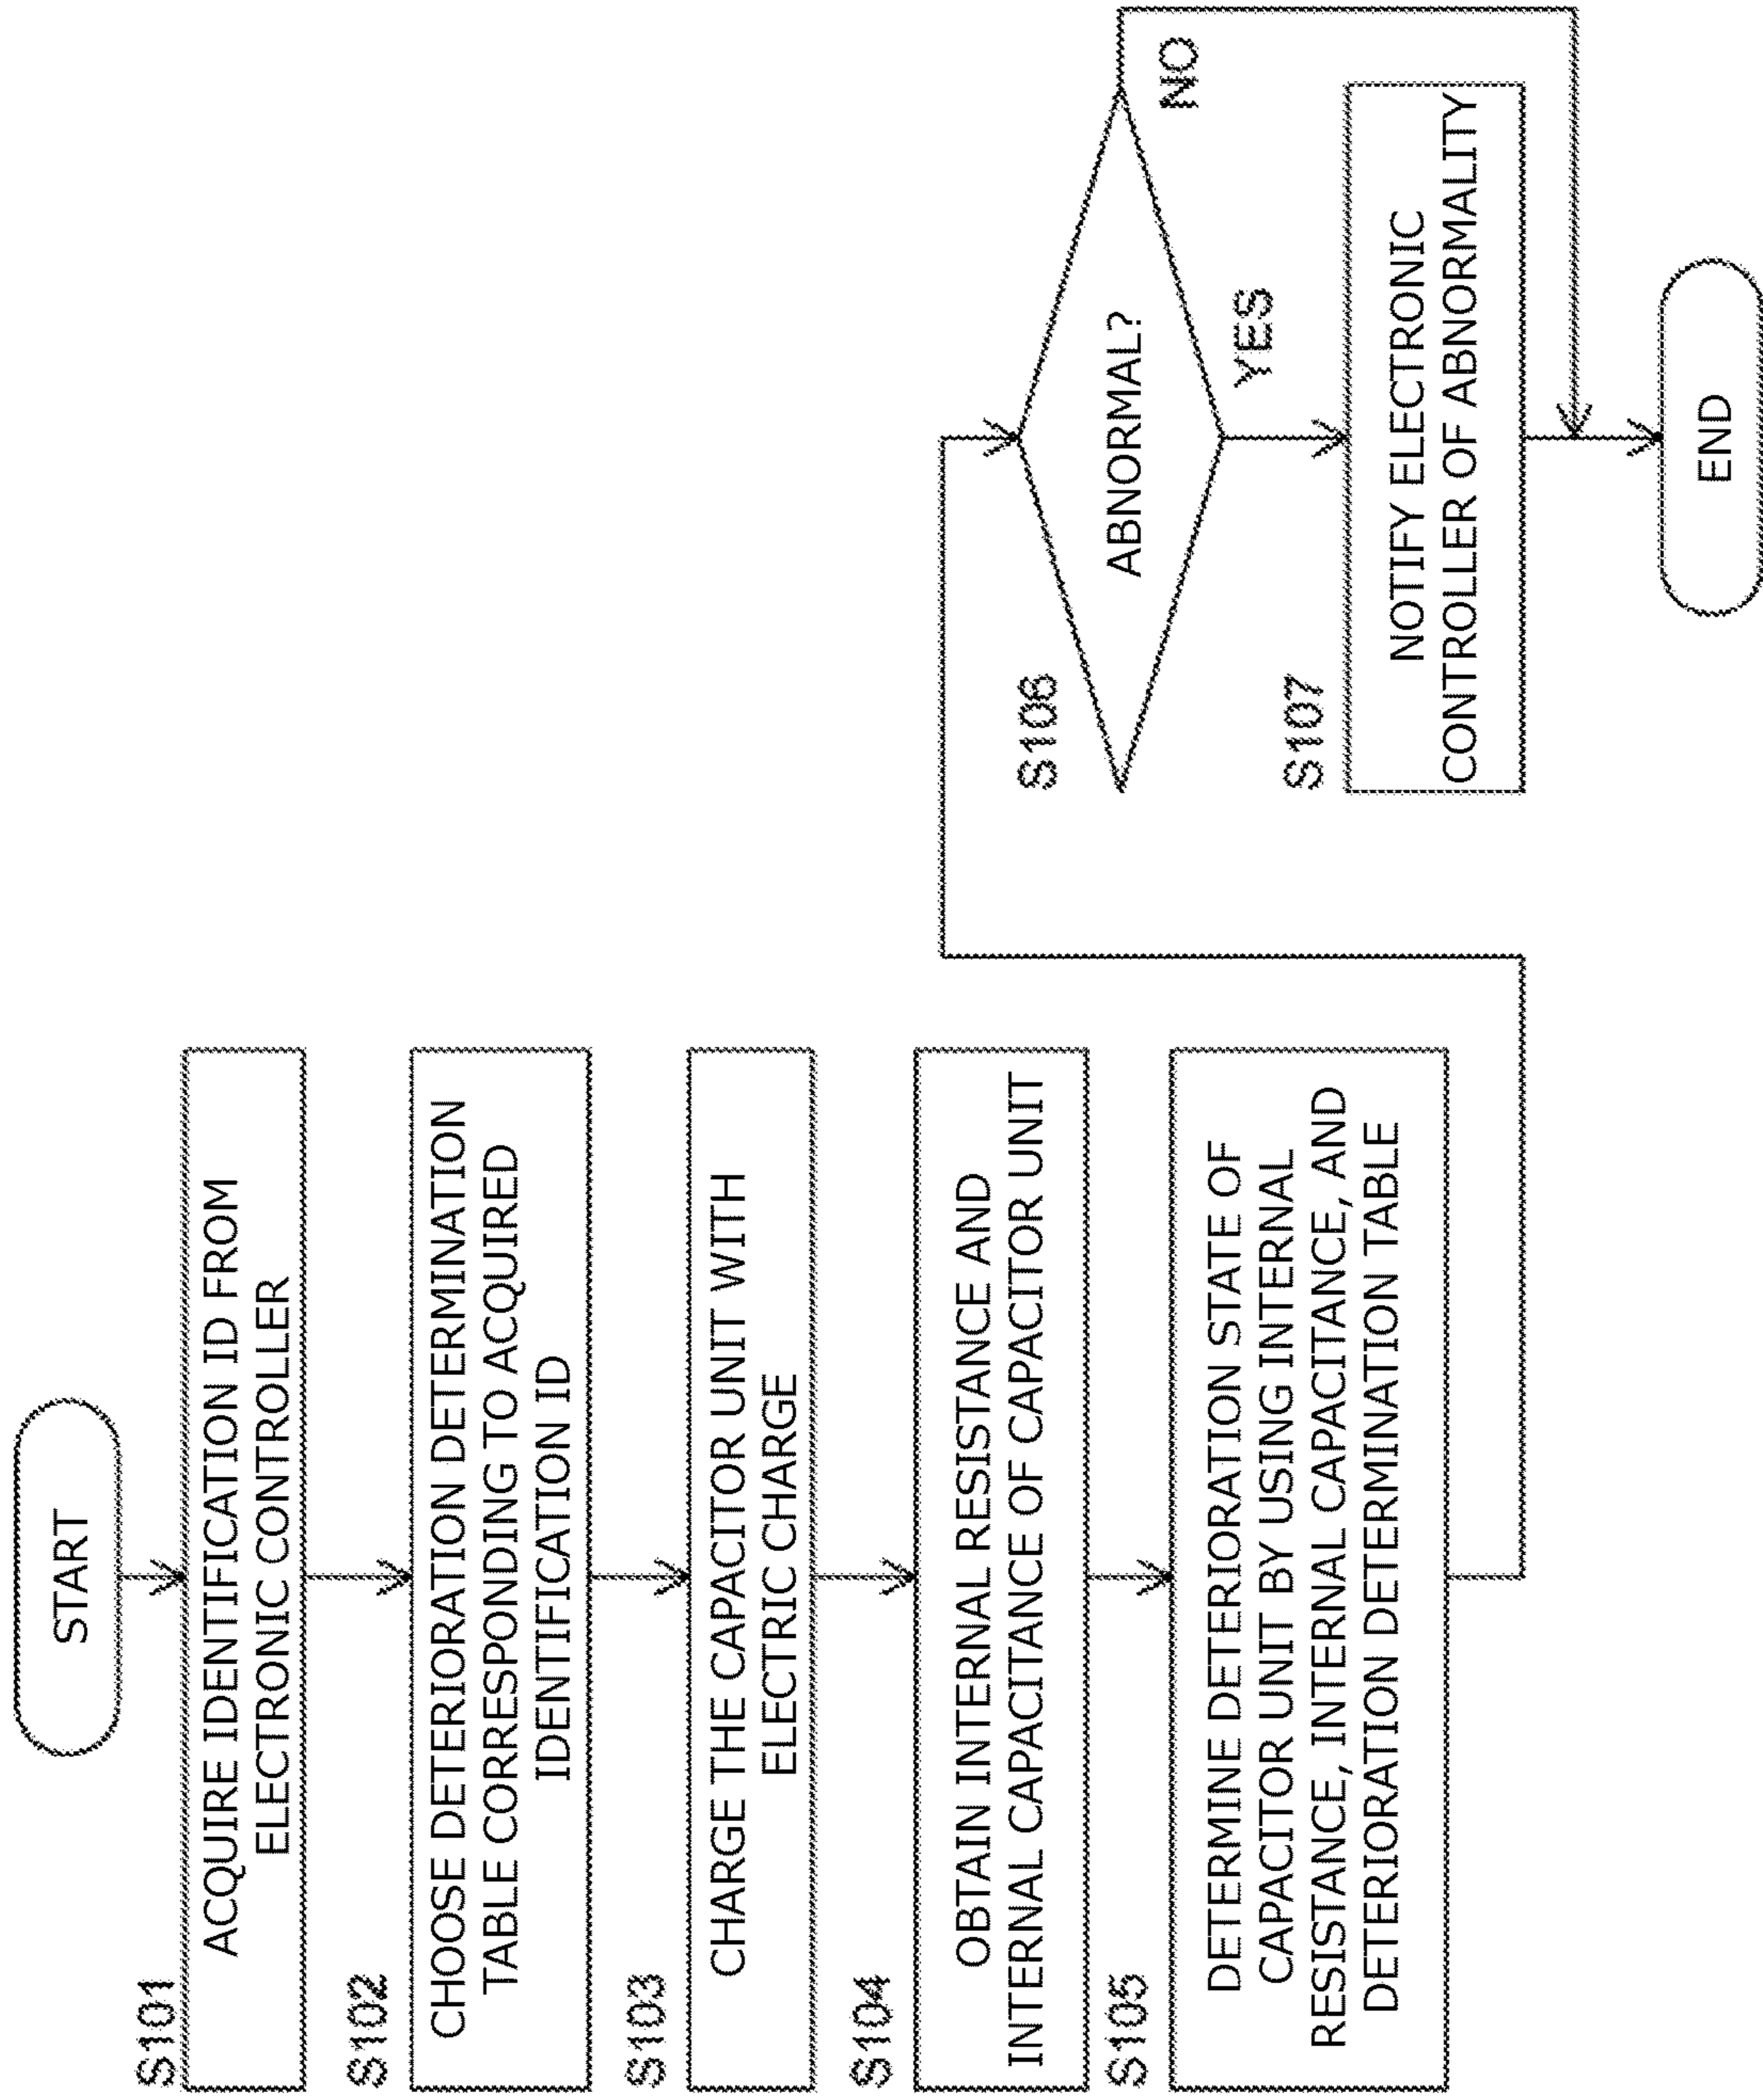 START
S101
ACQUIRE IDENTIFICATION ID FROM
ELECTRONIC CONTROLLER
S102
CHOOSE DETERIORATION DETERMINATION
TABLE CORRESPONDING TO ACQUIRED
IDENTIFICATION ID
S103
CHARGE THE CAPACITOR UNIT WITH
ELECTRIC CHARGE
S104
OBTAIN INTERNAL RESISTANCE AND
INTERNAL CAPACITANCE OF CAPACITOR UNIT
S105
DETERMINE DETERIORATION STATE OF
CAPACITOR UNIT BY USING INTERNAL
RESISTANCE, INTERNAL CAPACITANCE, AND
DETERIORATION DETERMINATION TABLE
S106
ABNORMAL?
NO
YES
S107
NOTIFY ELECTRONIC
CONTROLLER OF ABNORMALITY
END